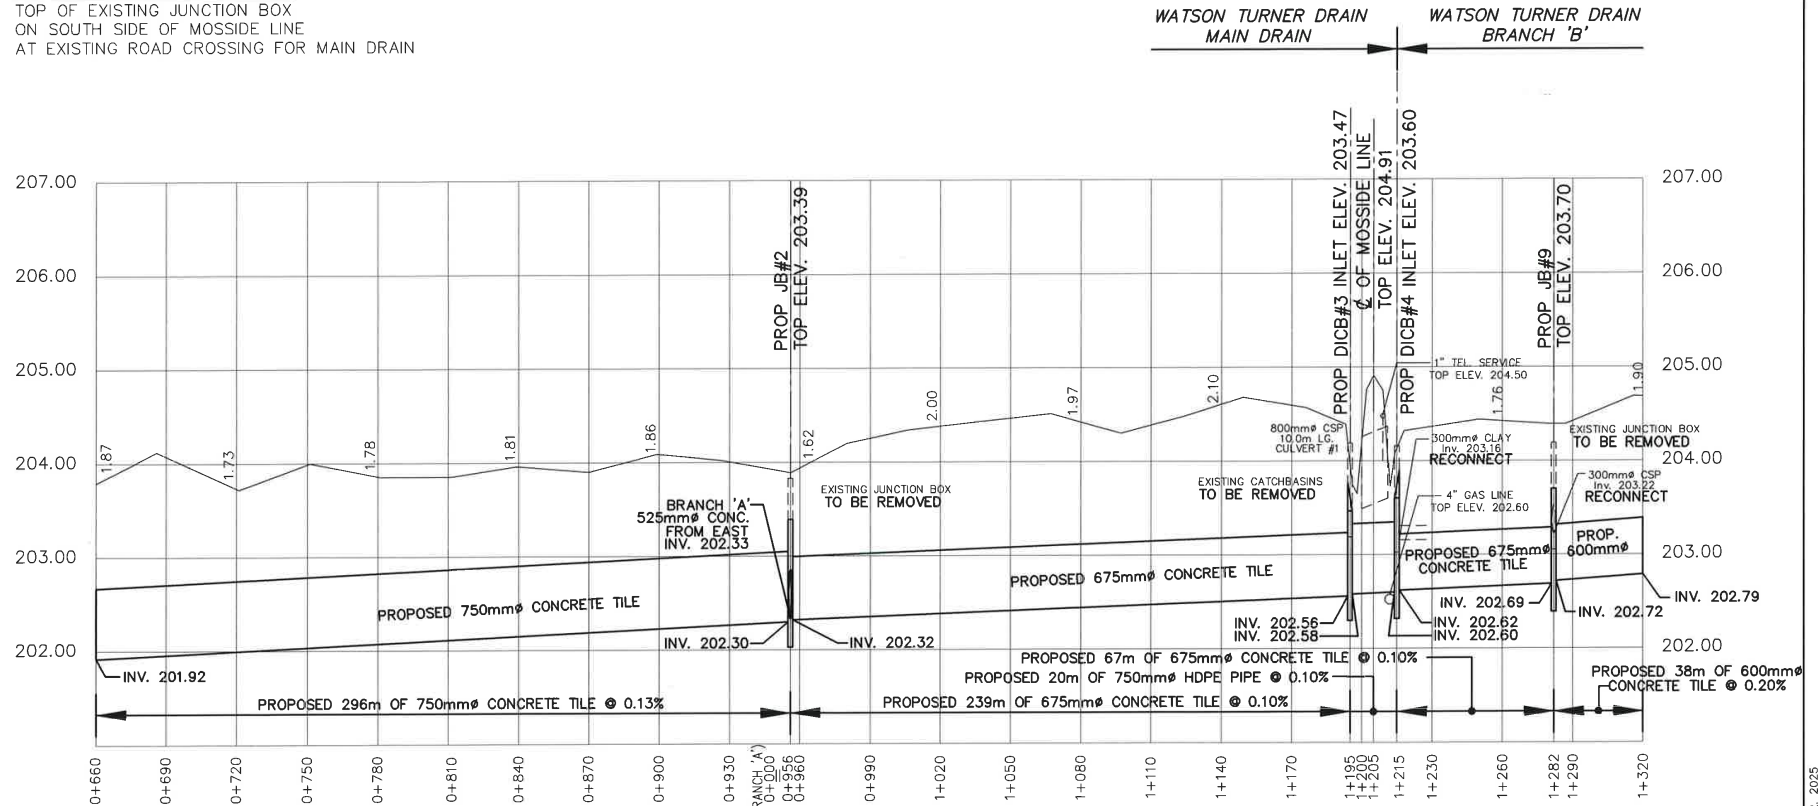 TOP OF EXISTING JUNCTION BOX
ON SOUTH SIDE OF MOSSIDE LINE
AT EXISTING ROAD CROSSING FOR MAIN DRAIN
WATSON TURNER DRAIN
MAIN DRAIN
WATSON TURNER DRAIN
BRANCH 'B'
207.00
206.00
205.00
204.00
203.00
202.00
207.00
206.00
205.00
204.00
203.00
202.00
PROP JB#2
TOP ELEV. 203.39
PROP DICB#3 INLET ELEV. 203.47
℄ OF MOSSIDE LINE
TOP ELEV. 204.91
PROP DICB#4 INLET ELEV. 203.60
PROP JB#9
TOP ELEV. 203.70
1.87
1.73
1.78
1.81
1.86
1.62
2.00
1.97
2.10
1.76
1.90
1" TEL. SERVICE
TOP ELEV. 204.50
800mmø CSP
10.0m LG.
CULVERT #1
300mmø CLAY
Inv. 203.16
RECONNECT
EXISTING JUNCTION BOX
TO BE REMOVED
300mmø CSP
Inv. 203.22
RECONNECT
EXISTING CATCHBASINS
TO BE REMOVED
4" GAS LINE
TOP ELEV. 202.60
EXISTING JUNCTION BOX
TO BE REMOVED
BRANCH 'A'
525mmø CONC.
FROM EAST
INV. 202.33
PROPOSED 750mmø CONCRETE TILE
PROPOSED 675mmø CONCRETE TILE
PROPOSED 675mmø
CONCRETE TILE
PROP.
600mmø
INV. 201.92
INV. 202.30
INV. 202.32
INV. 202.56
INV. 202.58
INV. 202.62
INV. 202.60
INV. 202.69
INV. 202.72
INV. 202.79
PROPOSED 67m OF 675mmø CONCRETE TILE @ 0.10%
PROPOSED 20m OF 750mmø HDPE PIPE @ 0.10%
PROPOSED 38m OF 600mmø
CONCRETE TILE @ 0.20%
PROPOSED 296m OF 750mmø CONCRETE TILE @ 0.13%
PROPOSED 239m OF 675mmø CONCRETE TILE @ 0.10%
0+660
0+690
0+720
0+750
0+780
0+810
0+840
0+870
0+900
0+930
RANCH 'A')
0+000
0+956
0+960
0+990
1+020
1+050
1+080
1+110
1+140
1+170
1+195
1+200
1+205
1+215
1+230
1+260
1+282
1+290
1+320
2025